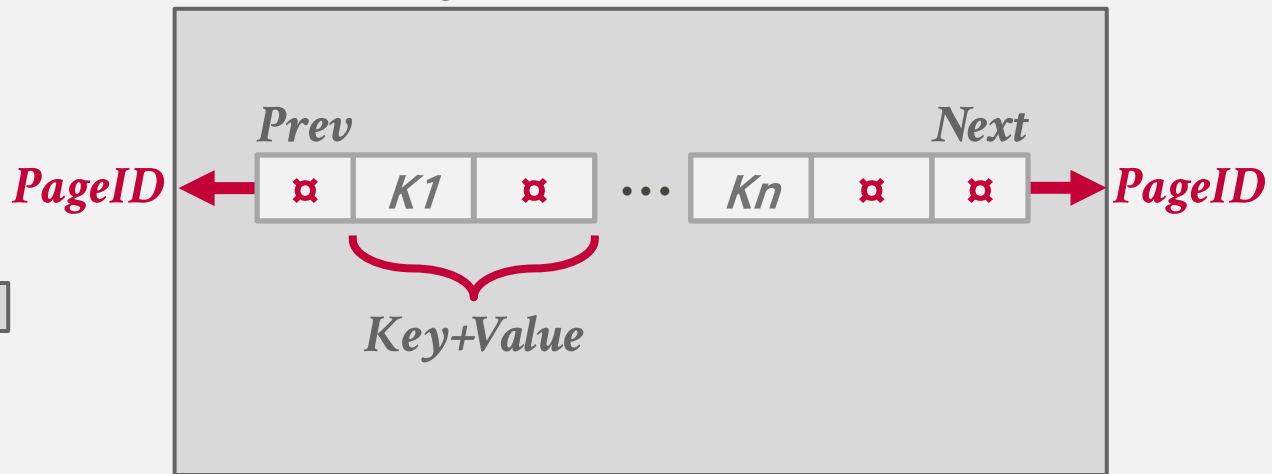 Prev Next
PageID ¤ K1 ¤ ... Kn ¤ ¤ PageID
Key+Value